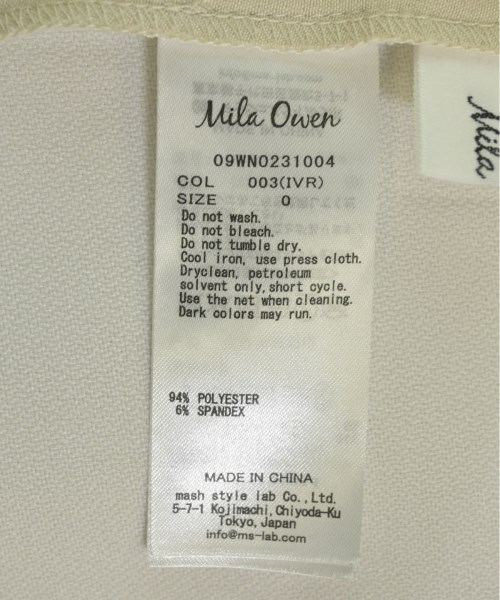 Mila Owen
09WNO231004
COL 003(IVR)
SIZE 0
Do not wash.
Do not bleach.
Do not tumble dry.
Cool iron, use press cloth.
Dryclean, petroleum
solvent only, short cycle.
Use the net when cleaning.
Dark colors may run.
94% POLYESTER
6% SPANDEX
MADE IN CHINA
mash style lab Co., Ltd.
5-7-1 Kojimachi, Chiyoda-Ku
Tokyo, Japan
info@ms-lab.com
Mila